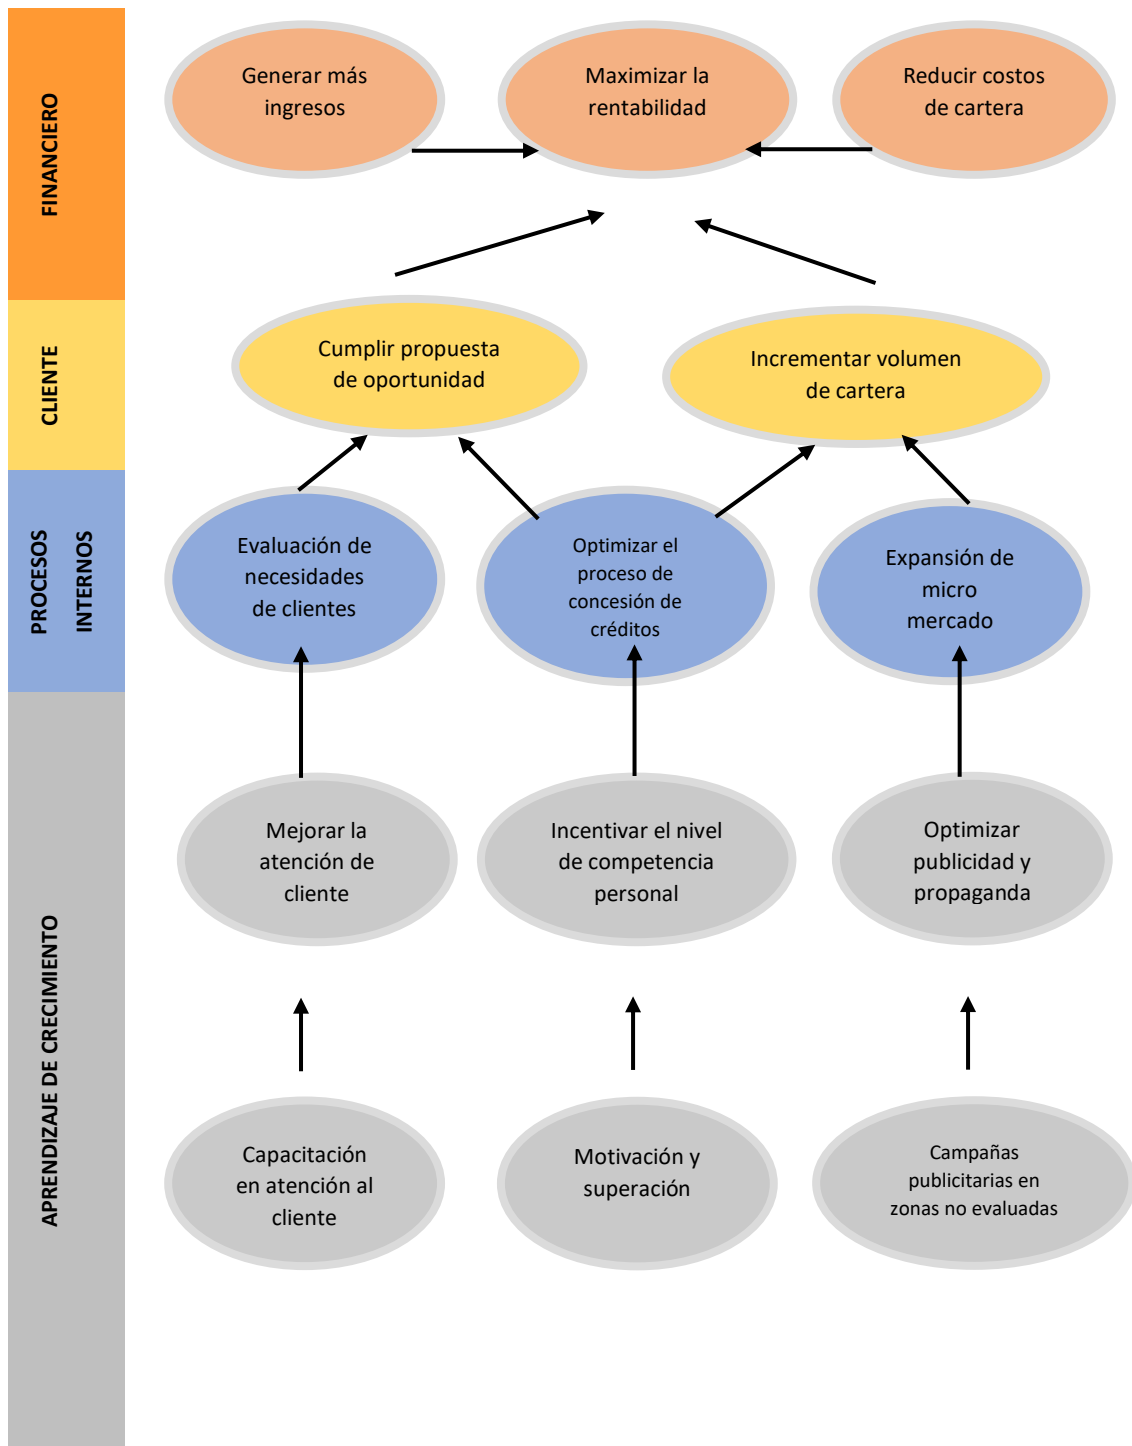 FINANCIERO
Generar más
ingresos
Maximizar la
rentabilidad
Reducir costos
de cartera
CLIENTE
Cumplir propuesta
de oportunidad
Incrementar volumen
de cartera
PROCESOS
INTERNOS
Evaluación de
necesidades
de clientes
Optimizar el
proceso de
concesión de
créditos
Expansión de
micro
mercado
APRENDIZAJE DE CRECIMIENTO
Mejorar la
atención de
cliente
Incentivar el nivel
de competencia
personal
Optimizar
publicidad y
propaganda
Capacitación
en atención al
cliente
Motivación y
superación
Campañas
publicitarias en
zonas no evaluadas